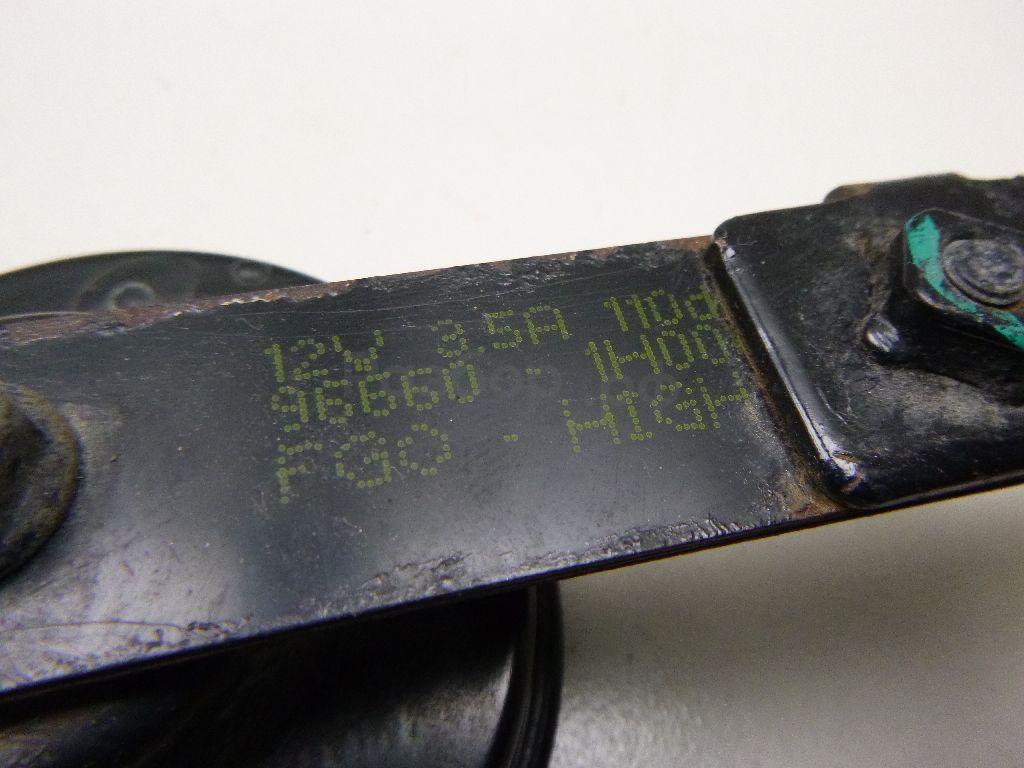 12V 3.5A 110d
96660 - 1H00
FGO - HIGH